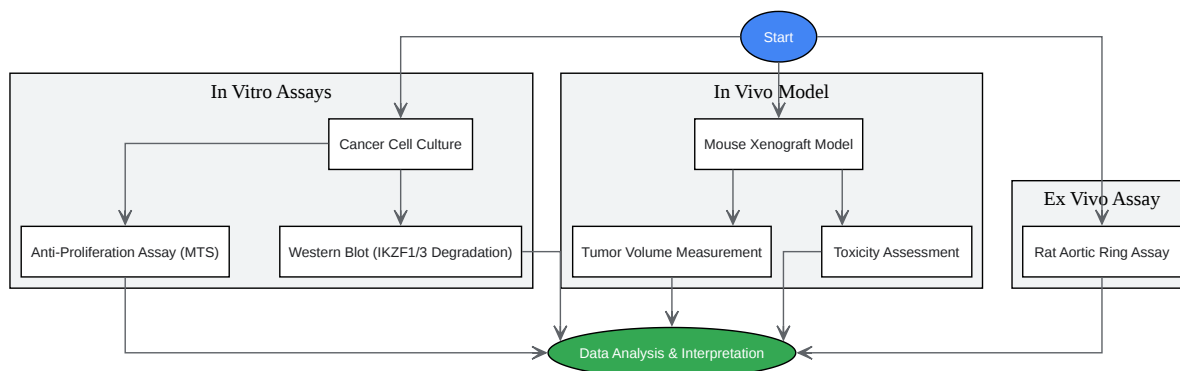 Start
In Vitro Assays
In Vivo Model
Cancer Cell Culture
Mouse Xenograft Model
Ex Vivo Assay
Anti-Proliferation Assay (MTS)
Western Blot (IKZF1/3 Degradation)
Tumor Volume Measurement
Toxicity Assessment
Rat Aortic Ring Assay
Data Analysis & Interpretation